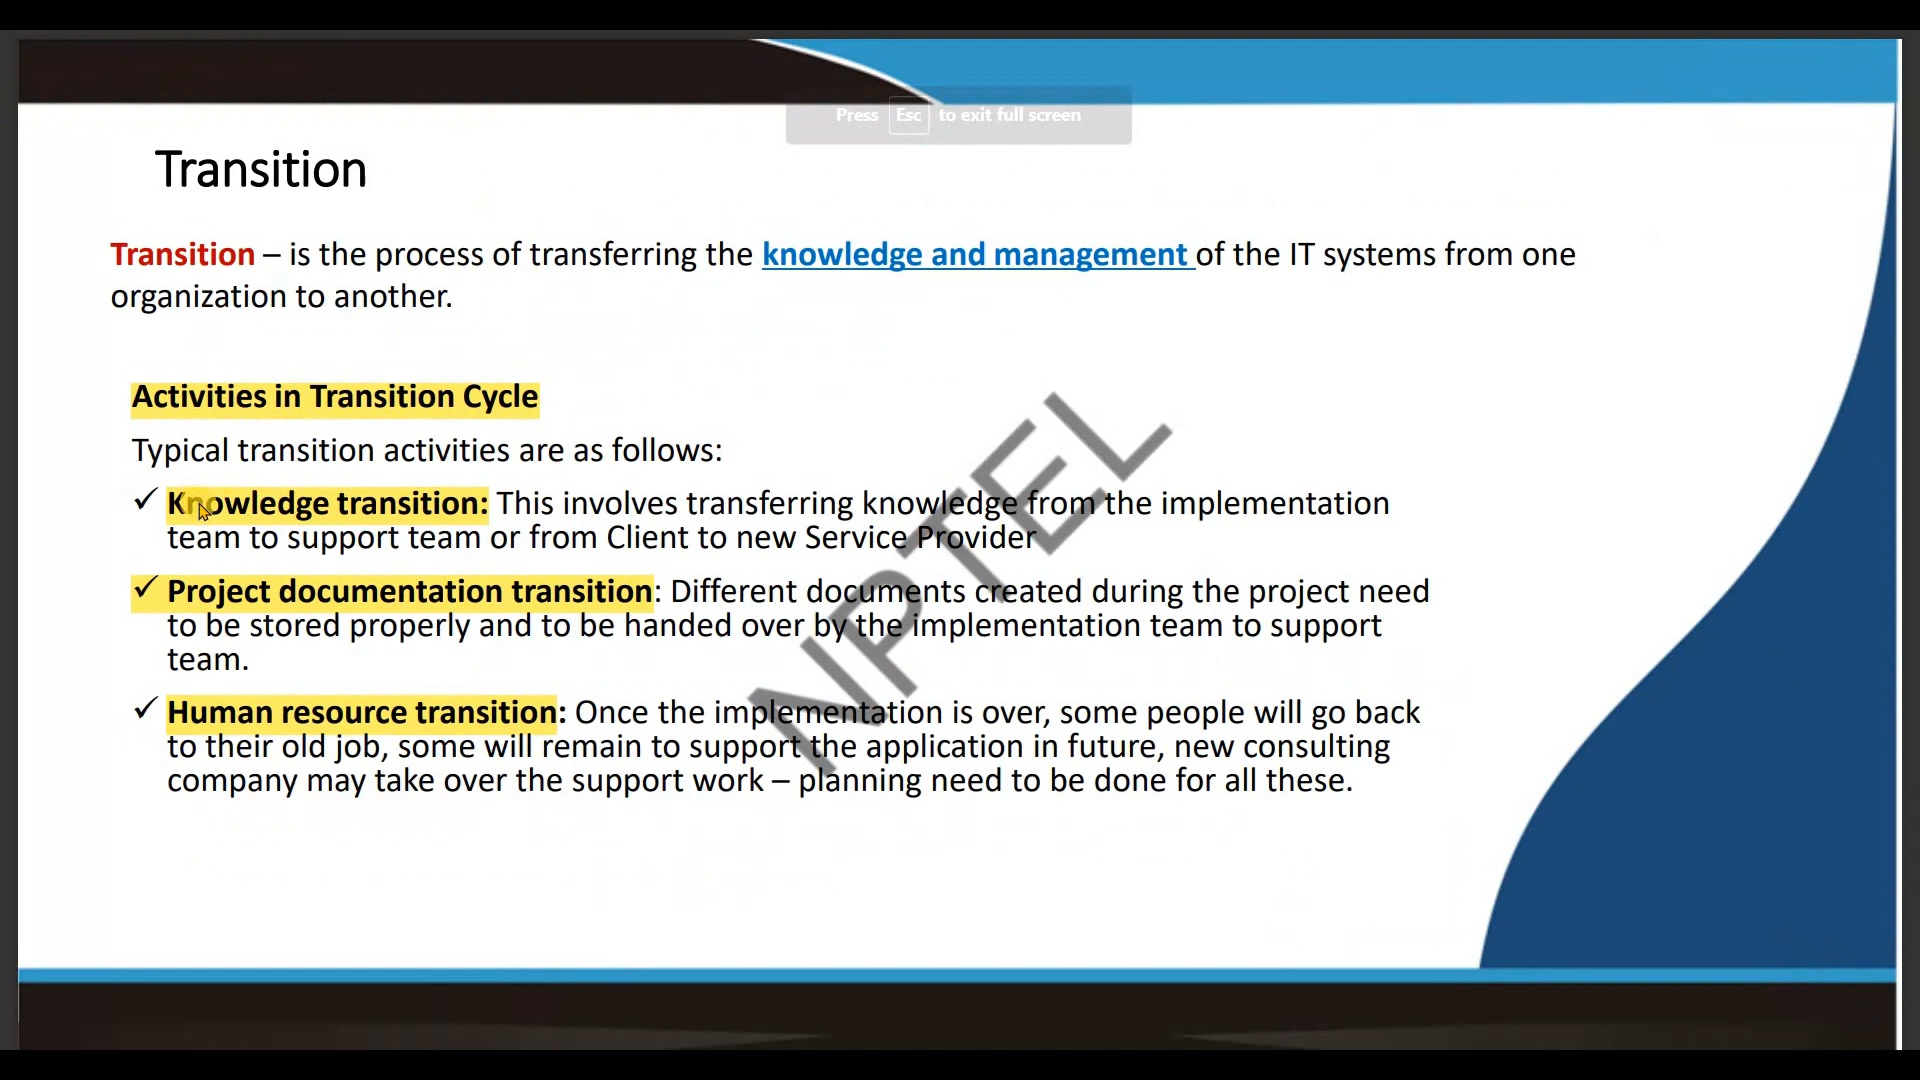 Press Esc to exit full screen
Transition
Transition – is the process of transferring the knowledge and management of the IT systems from one
organization to another.
Activities in Transition Cycle
Typical transition activities are as follows:
✓ Knowledge transition: This involves transferring knowledge from the implementation
team to support team or from Client to new Service Provider
✓ Project documentation transition: Different documents created during the project need
to be stored properly and to be handed over by the implementation team to support
team.
✓ Human resource transition: Once the implementation is over, some people will go back
to their old job, some will remain to support the application in future, new consulting
company may take over the support work – planning need to be done for all these.
NPTEL